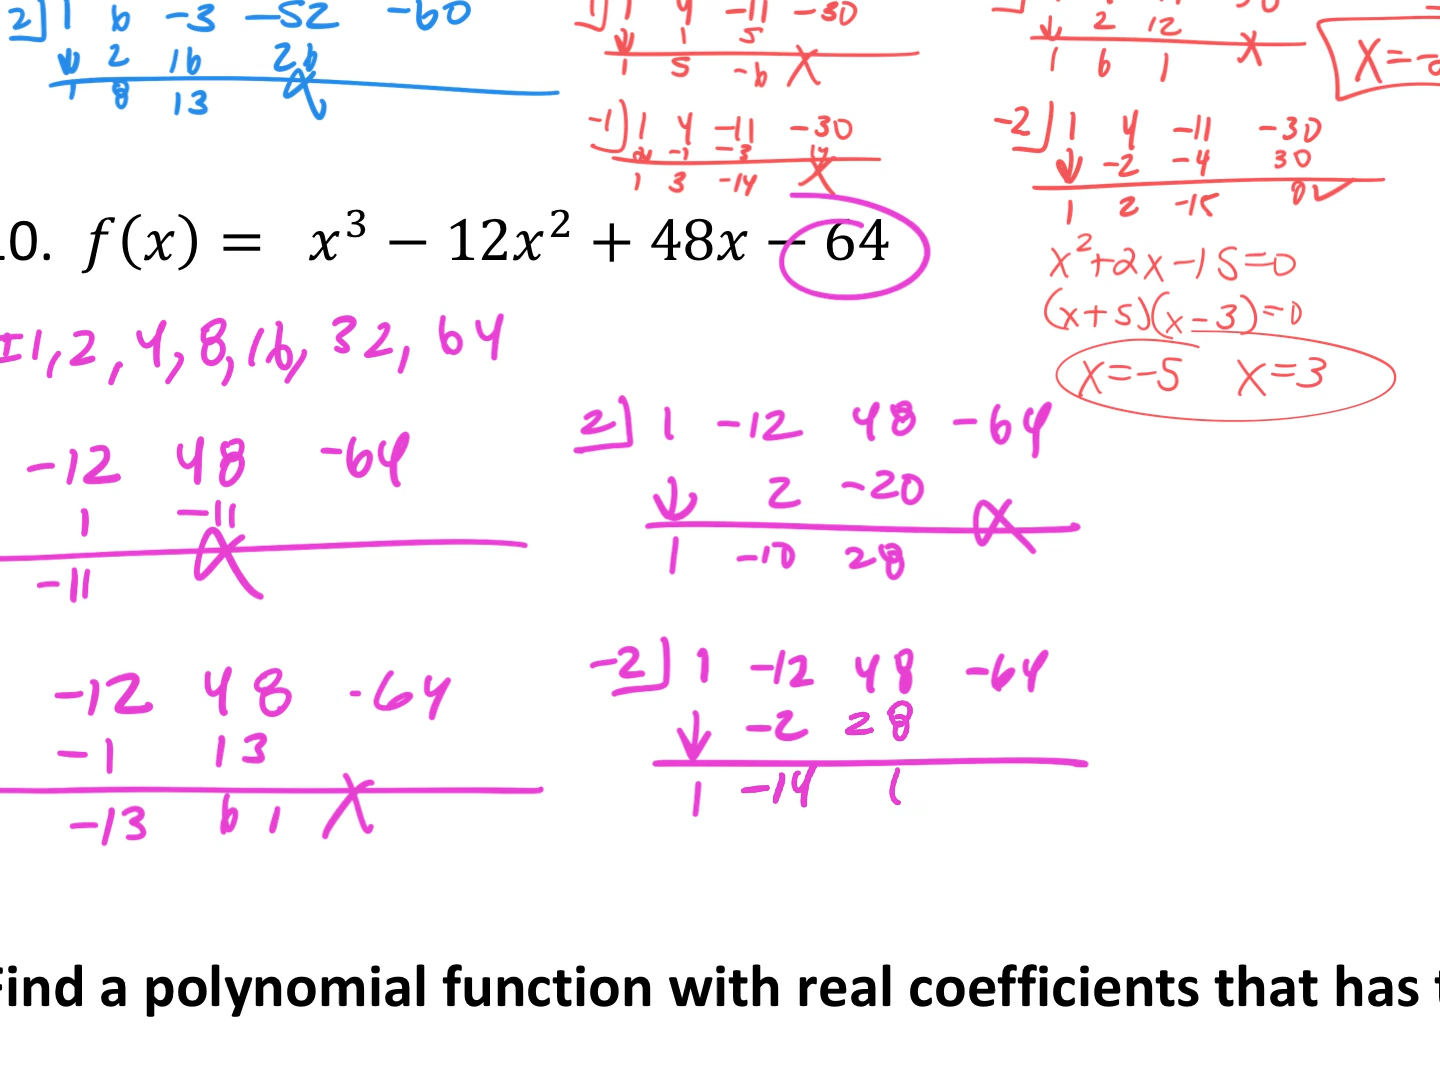 2 1 6 -3 -52 -60
2 16 26
1 8 13
1 1 4 -11 -30
1 5
1 5 -6 X
-1 1 4 -11 -30
-1 -3 14
1 3 -14 X
2 12
1 6 1 X
X=-2
-2 1 4 -11 -30
-2 -4 30
1 2 -15 0✓
x²+2x-15=0
(x+5)(x-3)=0
x=-5 x=3
10. f(x) = x³ − 12x² + 48x − 64
±1, 2, 4, 8, 16, 32, 64
-12 48 -64
1 -11
-11
2 1 -12 48 -64
↓ 2 -20
1 -10 28
-12 48 -64
-1 13
-13 61 X
-2 1 -12 48 -64
↓ -2 28
1 -14 (
Find a polynomial function with real coefficients that has t